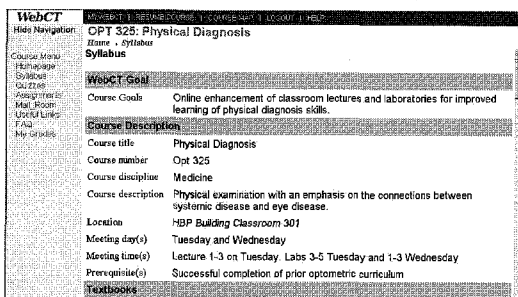 WebCT
MY WEBCT | RESUME COURSE | COURSE MAP | LOGOUT | HELP
Hide Navigation
OPT 325: Physical Diagnosis
Home , Syllabus
Syllabus
Course Menu
Homepage
Syllabus
Quizzes
Assignments
Mail Room
Useful Links
FAQ
My Grades
WebCT Goal
Course Goals Online enhancement of classroom lectures and laboratories for improved
learning of physical diagnosis skills.
Course Description
Course title Physical Diagnosis
Course number Opt 325
Course discipline Medicine
Course description Physical examination with an emphasis on the connections between
systemic disease and eye disease.
Location HBP Building Classroom 301
Meeting day(s) Tuesday and Wednesday
Meeting time(s) Lecture 1-3 on Tuesday. Labs 3-5 Tuesday and 1-3 Wednesday
Prerequisite(s) Successful completion of prior optometric curriculum
Textbooks